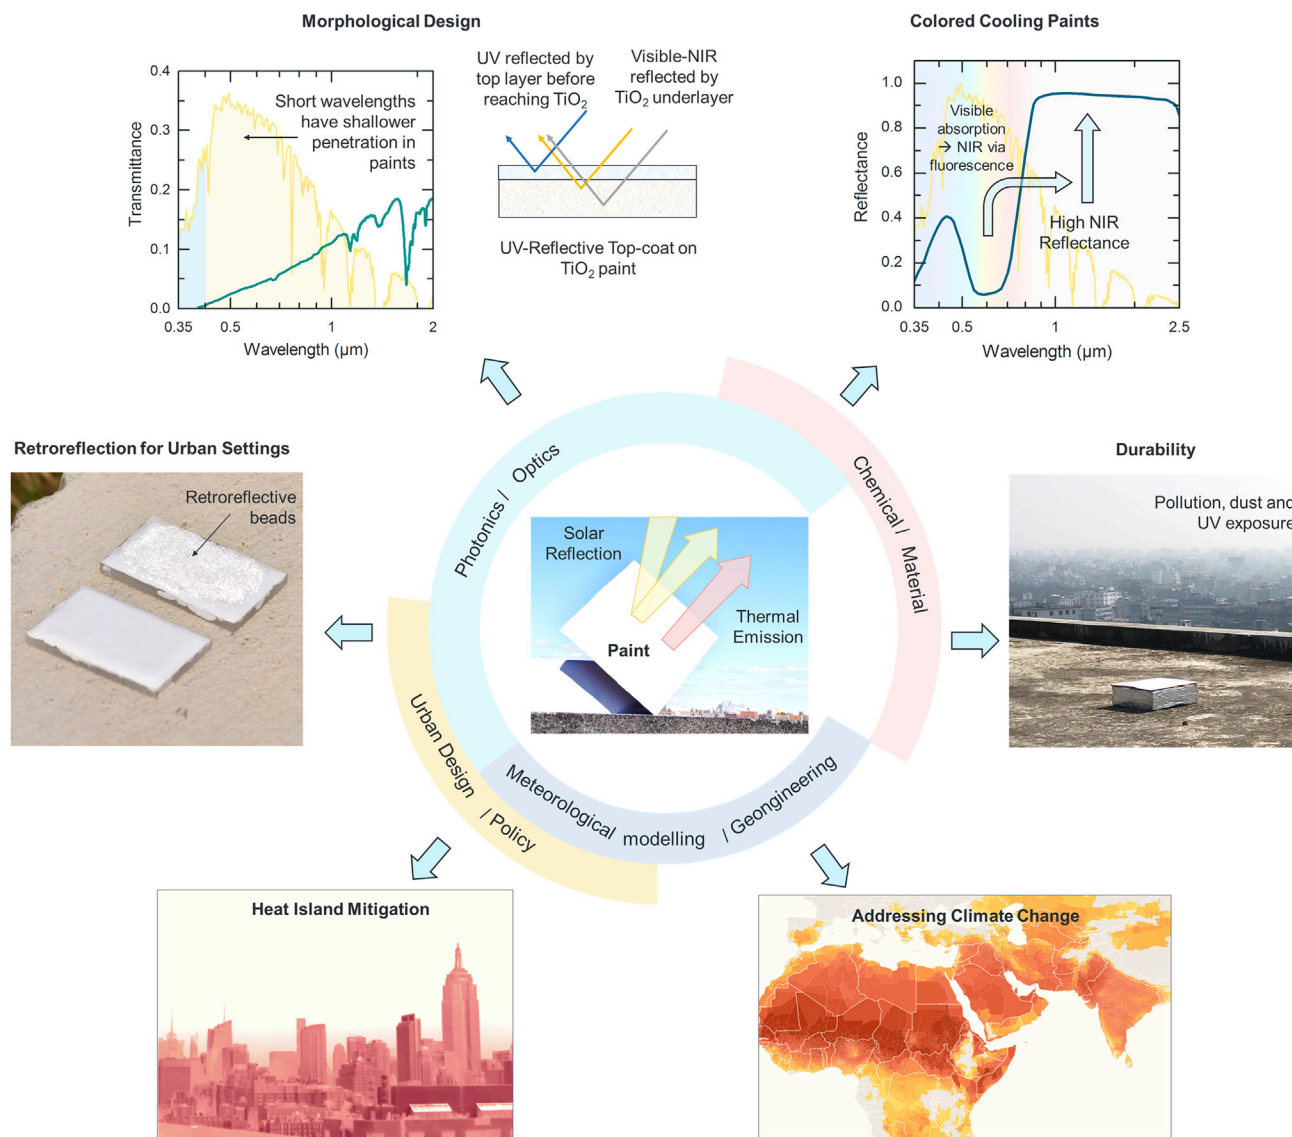 Morphological Design
0.4
0.3
0.2
0.1
0.0
Transmittance
Short wavelengths
have shallower
penetration in
paints
0.35
0.5
1
2
Wavelength (µm)
UV reflected by
top layer before
reaching TiO2
Visible-NIR
reflected by
TiO2 underlayer
UV-Reflective Top-coat on
TiO2 paint
Colored Cooling Paints
1.0
0.8
0.6
0.4
0.2
0.0
Reflectance
Visible
absorption
→ NIR via
fluorescence
High NIR
Reflectance
0.35
0.5
1
2.5
Wavelength (µm)
Retroreflection for Urban Settings
Retroreflective
beads
Photonics / Optics
Chemical / Material
Solar
Reflection
Thermal
Emission
Paint
Durability
Pollution, dust and
UV exposure
Urban Design / Policy
Meteorological modelling / Geongineering
Heat Island Mitigation
Addressing Climate Change